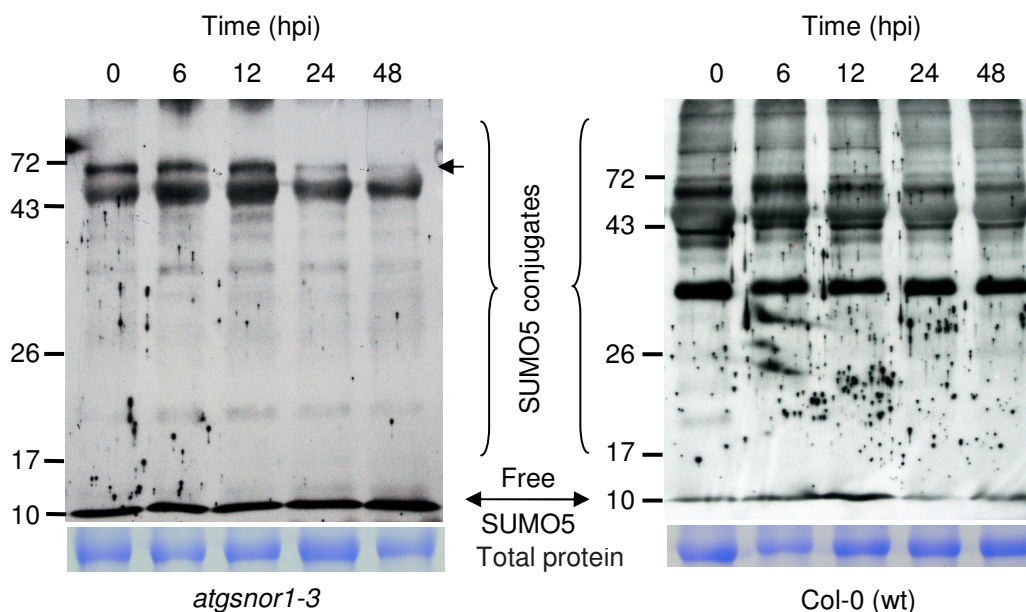 Time (hpi)
0 6 12 24 48
72
43
26
17
10
atgsnor1-3
SUMO5 conjugates
Free
SUMO5
Total protein
Time (hpi)
0 6 12 24 48
72
43
26
17
10
Col-0 (wt)